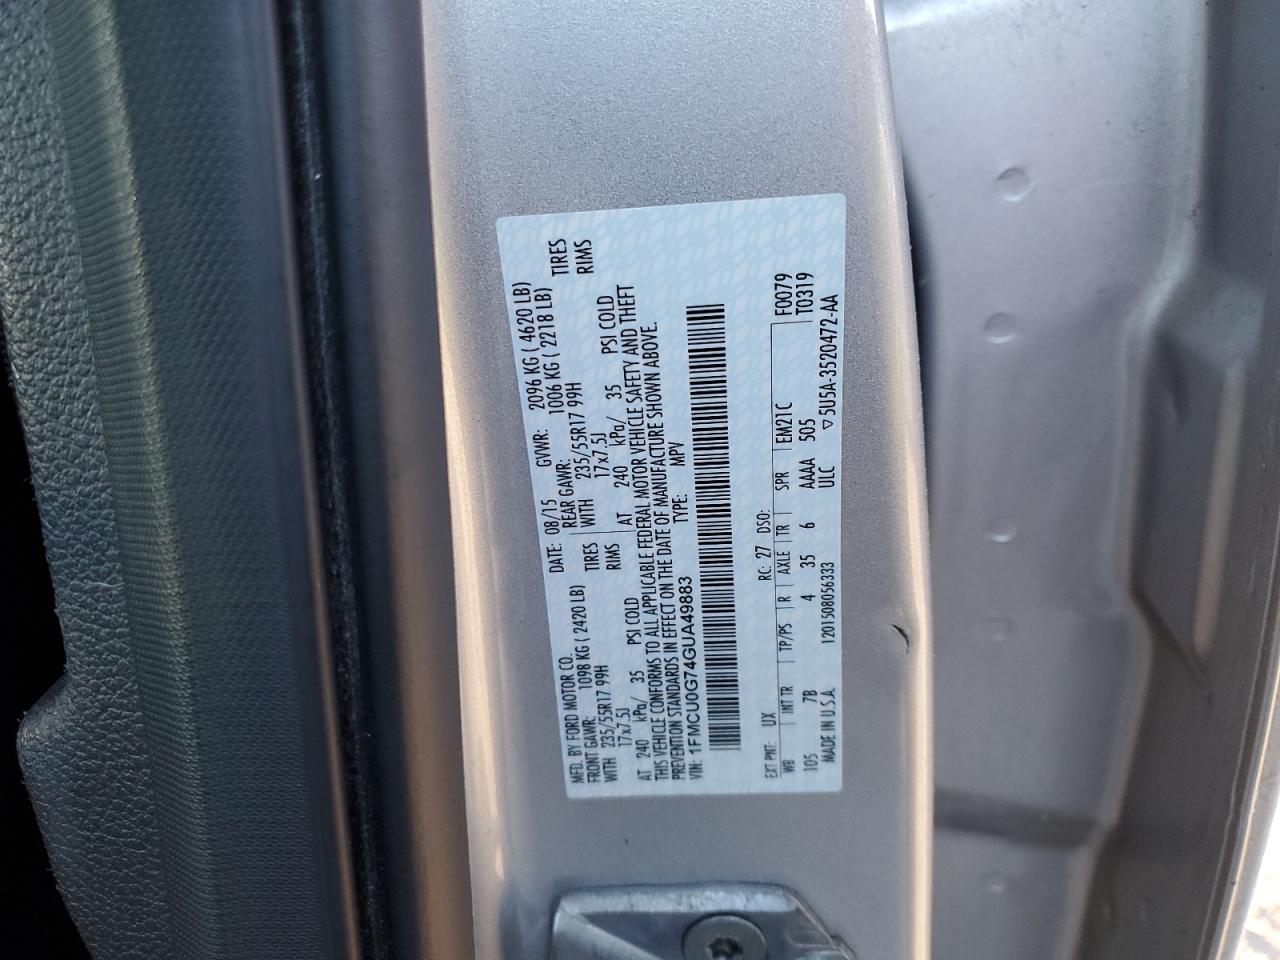 MFD. BY FORD MOTOR CO. DATE: 08/15 GVWR: 2096 KG ( 4620 LB)
FRONT GAWR: 1098 KG ( 2420 LB) REAR GAWR: 1006 KG ( 2218 LB)
WITH 235/55R17 99H TIRES WITH 235/55R17 99H TIRES
17x7.5J RIMS 17x7.5J RIMS
AT 240 kPa/ 35 PSI COLD AT 240 kPa/ 35 PSI COLD
THIS VEHICLE CONFORMS TO ALL APPLICABLE FEDERAL MOTOR VEHICLE SAFETY AND THEFT
PREVENTION STANDARDS IN EFFECT ON THE DATE OF MANUFACTURE SHOWN ABOVE.
VIN: 1FMCU0G74GUA49883 TYPE: MPV
EXT PNT: UX RC: 27 DSO: F0079
WB INT TR TP/PS R AXLE TR SPR EM21C T0319
105 7B 4 35 6 AAAA 505
MADE IN U.S.A. 1201508056333 ULC ▽5U5A-3520472-AA